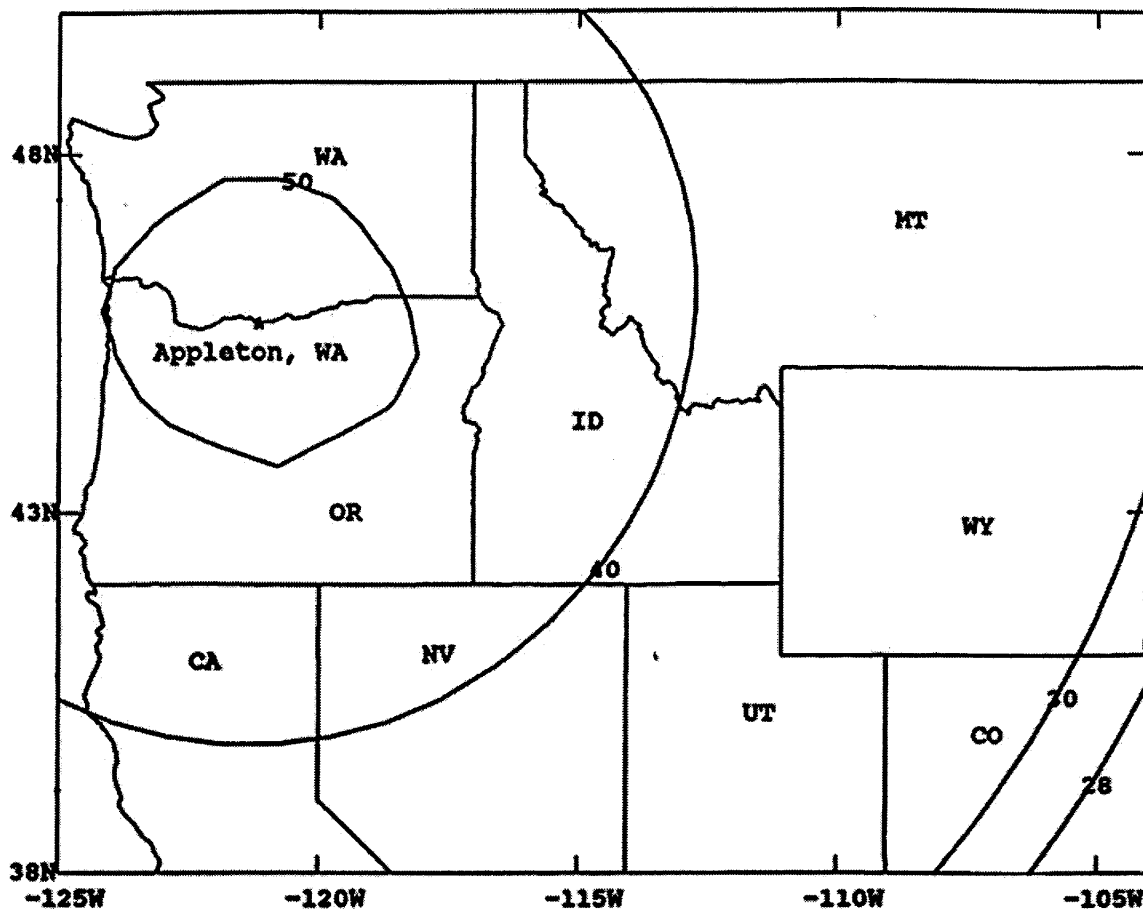 WA
50
48N
MT
Appleton, WA
ID
43N
OR
WY
40
CA
NV
30
UT
CO
28
38N
-125W
-120W
-115W
-110W
-105W